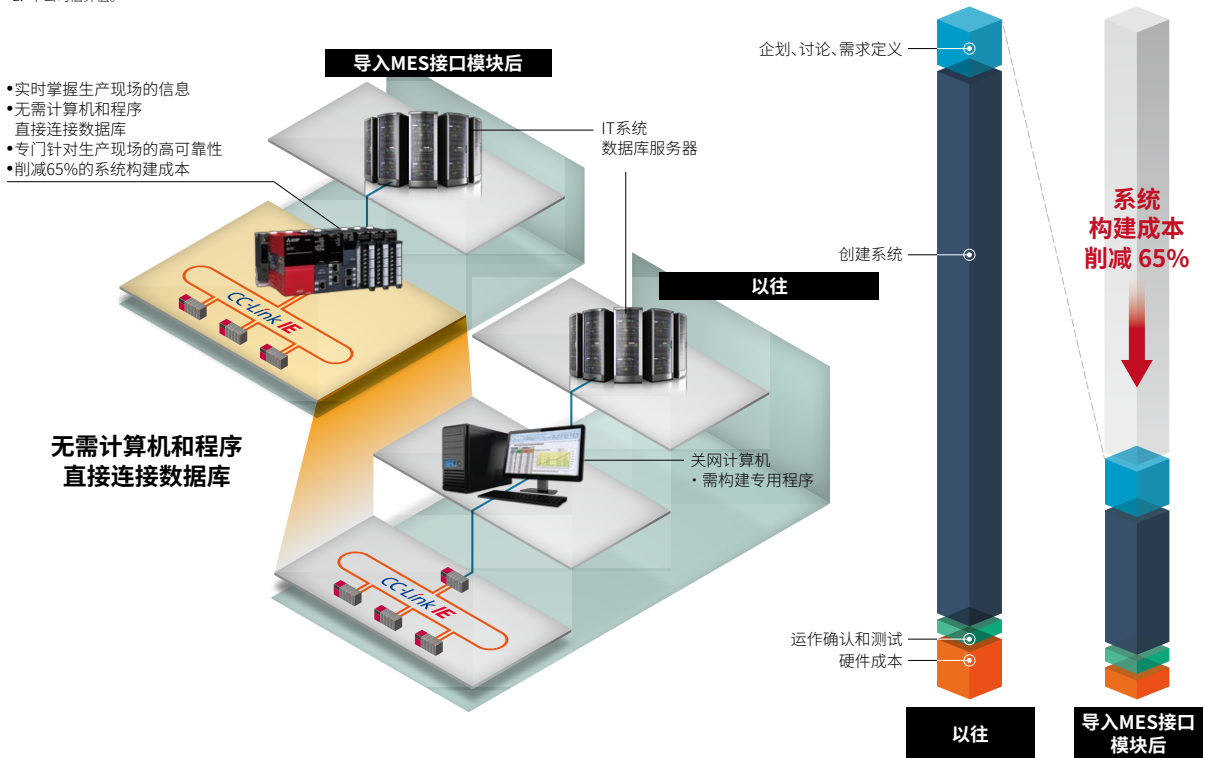 导入MES接口模块后
•实时掌握生产现场的信息
•无需计算机和程序
直接连接数据库
•专门针对生产现场的高可靠性
•削减65%的系统构建成本
IT系统
数据库服务器
CC-Link IE
以往
无需计算机和程序
直接连接数据库
关网计算机
・需构建专用程序
CC-Link IE
企划、讨论、需求定义
创建系统
运作确认和测试
硬件成本
系统
构建成本
削减 65%
以往
导入MES接口
模块后